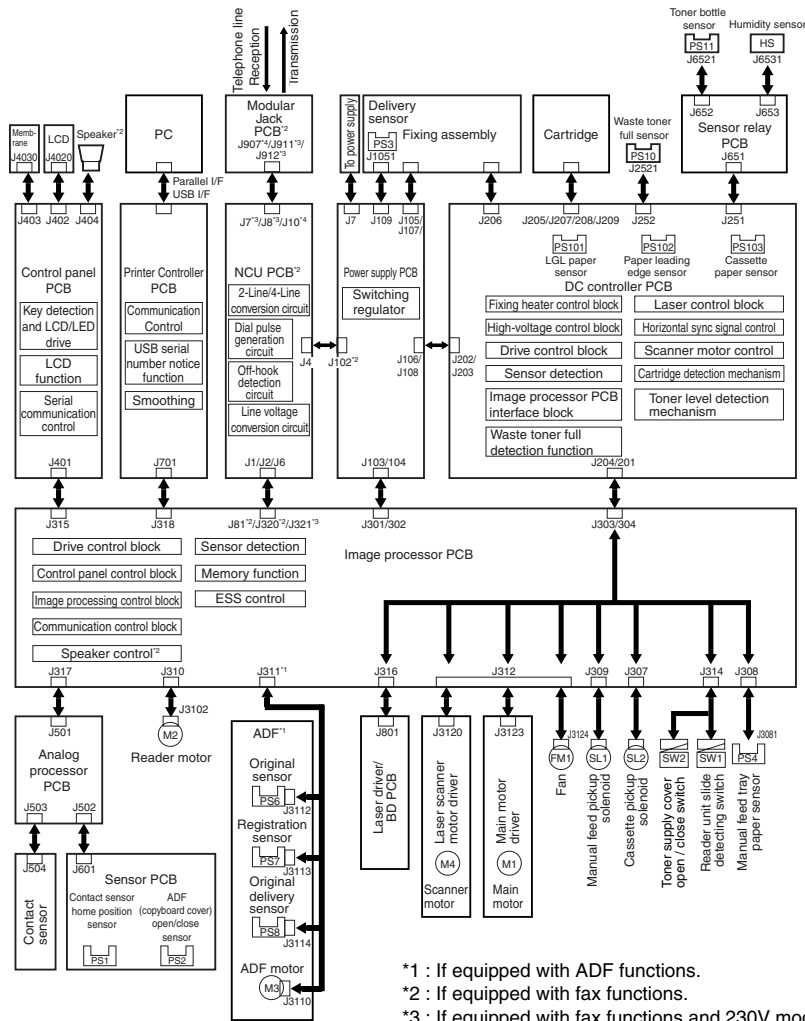 Toner bottle
sensor
Humidity sensor
PS11
HS
J6521
J6531
Telephone line
Reception
Transmission
Memb-
rane
J4030
LCD
J4020
Speaker*2
PC
Modular
Jack
PCB*2
J907*4/J911*3/
J912*3
To power supply
Delivery
sensor
PS3
J1051
Fixing assembly
Cartridge
Waste toner
full sensor
PS10
J2521
J652
J653
Sensor relay
PCB
J651
Parallel I/F
USB I/F
J403
J402
J404
J7*3/J8*3/J10*4
J7
J109
J105/
J107/
J206
J205/J207/208/J209
J252
J251
PS101
LGL paper
sensor
PS102
Paper leading
edge sensor
PS103
Cassette
paper sensor
Control panel
PCB
Key detection
and LCD/LED
drive
LCD
function
Serial
communication
control
Printer Controller
PCB
Communication
Control
USB serial
number notice
function
Smoothing
NCU PCB*2
2-Line/4-Line
conversion circuit
Dial pulse
generation
circuit
Off-hook
detection
circuit
Line voltage
conversion circuit
J4
J102*2
Power supply PCB
Switching
regulator
J106/
J108
J202/
J203
DC controller PCB
Fixing heater control block
High-voltage control block
Drive control block
Sensor detection
Image processor PCB
interface block
Waste toner full
detection function
Laser control block
Horizontal sync signal control
Scanner motor control
Cartridge detection mechanism
Toner level detection
mechanism
J401
J701
J1/J2/J6
J103/104
J204/201
J315
J318
J81*2/J320*2/J321*3
J301/302
J303/304
Drive control block
Control panel control block
Image processing control block
Communication control block
Speaker control*2
Sensor detection
Memory function
ESS control
Image processor PCB
J317
J310
J311*1
J316
J312
J309
J307
J314
J308
J501
Analog
processor
PCB
J503
J502
J3102
M2
Reader motor
J504
Contact
sensor
J601
Sensor PCB
Contact sensor
home position
sensor
PS1
ADF
(copyboard cover)
open/close
sensor
PS2
ADF*1
Original
sensor
PS6
J3112
Registration
sensor
PS7
J3113
Original
delivery
sensor
PS8
J3114
ADF motor
M3
J3110
J801
Laser driver/
BD PCB
J3120
Laser scanner
motor driver
M4
Scanner
motor
J3123
Main motor
driver
M1
Main
motor
J3124
FM1
Fan
SL1
Manual feed pickup
solenoid
SL2
Cassette pickup
solenoid
SW2
Toner supply cover
open / close switch
SW1
Reader unit slide
detecting switch
J3081
PS4
Manual feed tray
paper sensor
*1 : If equipped with ADF functions.
*2 : If equipped with fax functions.